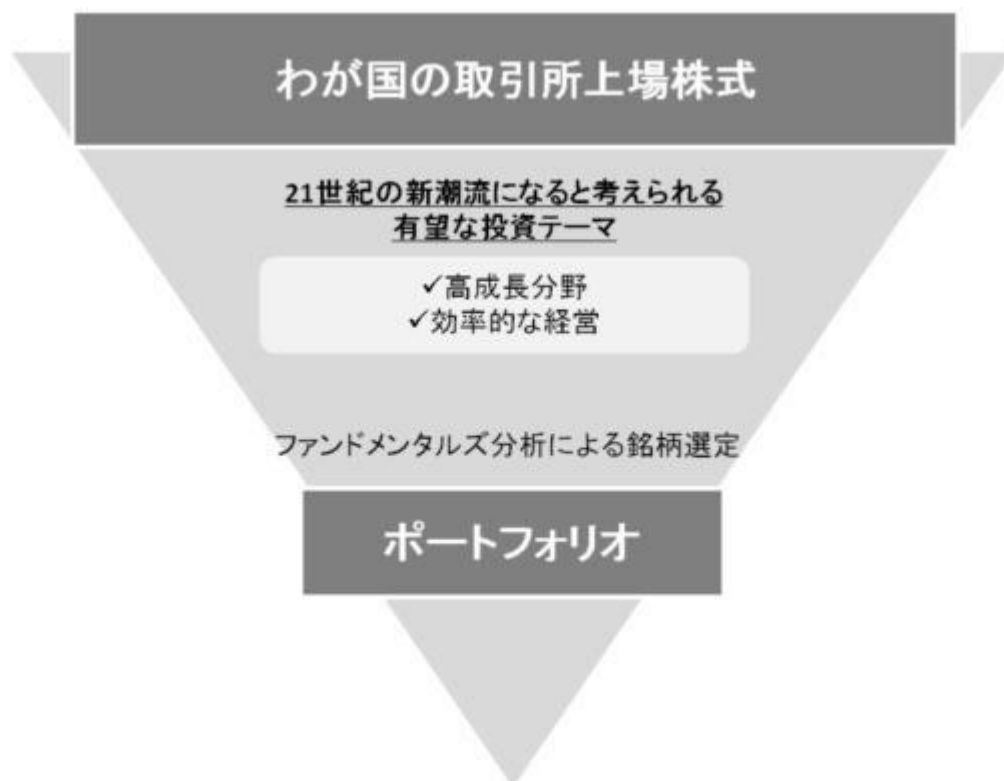 わが国の取引所上場株式
21世紀の新潮流になると考えられる
有望な投資テーマ
✓高成長分野
✓効率的な経営
ファンドメンタルズ分析による銘柄選定
ポートフォリオ